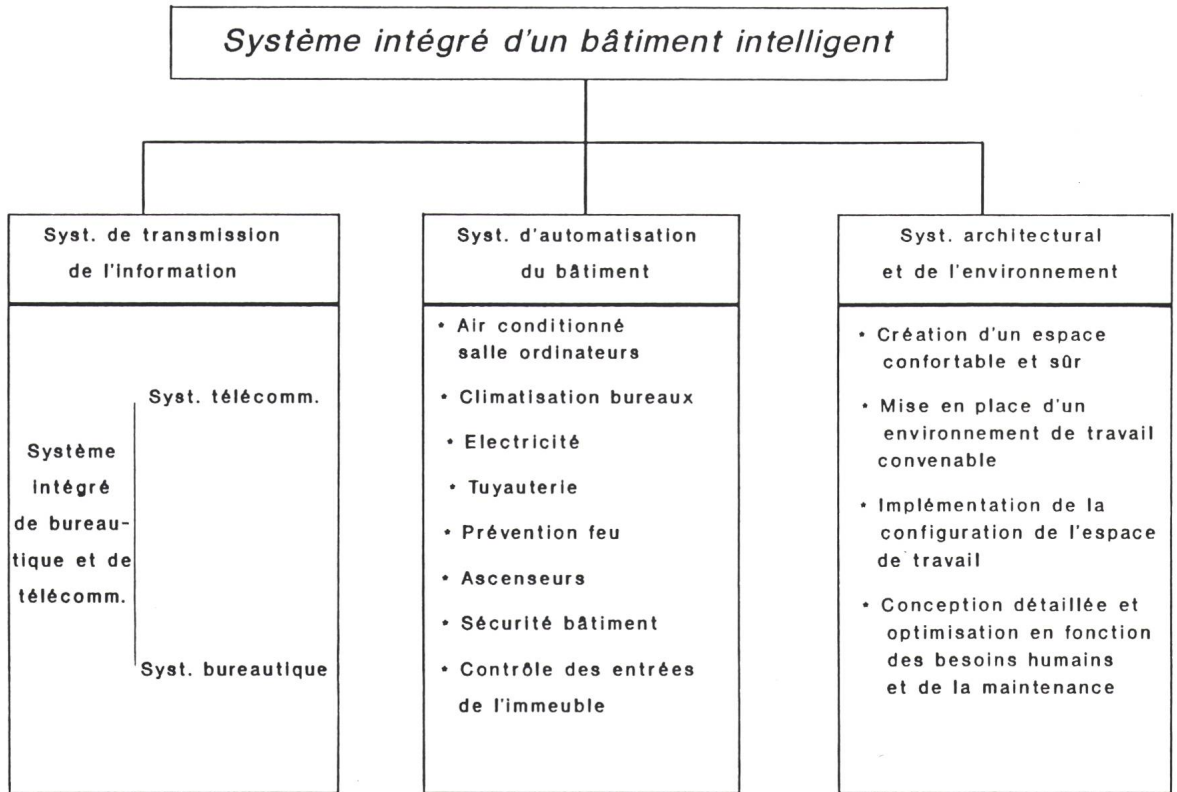 Système intégré d'un bâtiment intelligent
Syst. de transmission
de l'information
Syst. télécomm.
Système
intégré
de bureau-
tique et de
télécomm.
Syst. bureautique
Syst. d'automatisation
du bâtiment
* Air conditionné
salle ordinateurs
* Climatisation bureaux
* Electricité
* Tuyauterie
* Prévention feu
* Ascenseurs
* Sécurité bâtiment
* Contrôle des entrées
de l'immeuble
Syst. architectural
et de l'environnement
* Création d'un espace
confortable et sûr
* Mise en place d'un
environnement de travail
convenable
* Implémentation de la
configuration de l'espace
de travail
* Conception détaillée et
optimisation en fonction
des besoins humains
et de la maintenance